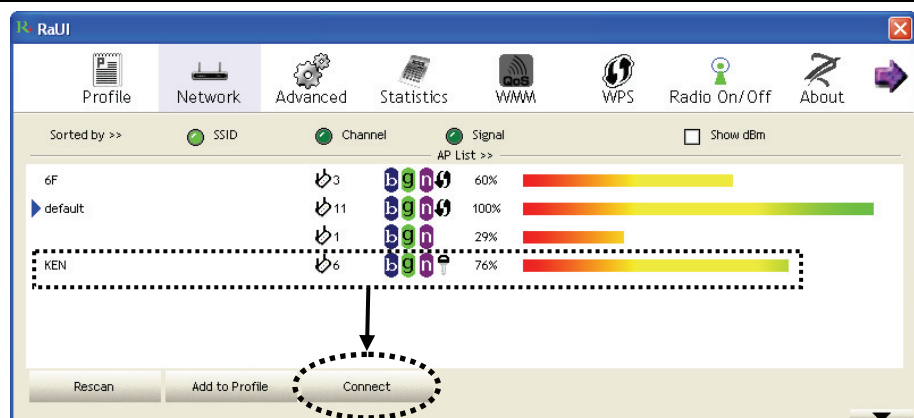 RaUI
Profile Network Advanced Statistics QoS WMM WPS Radio On/Off About
Sorted by >> SSID Channel Signal Show dBm
AP List >>
6F 3 b g n 60%
default 11 b g n 100%
1 b g n 29%
KEN 6 b g n 76%
Rescan Add to Profile Connect